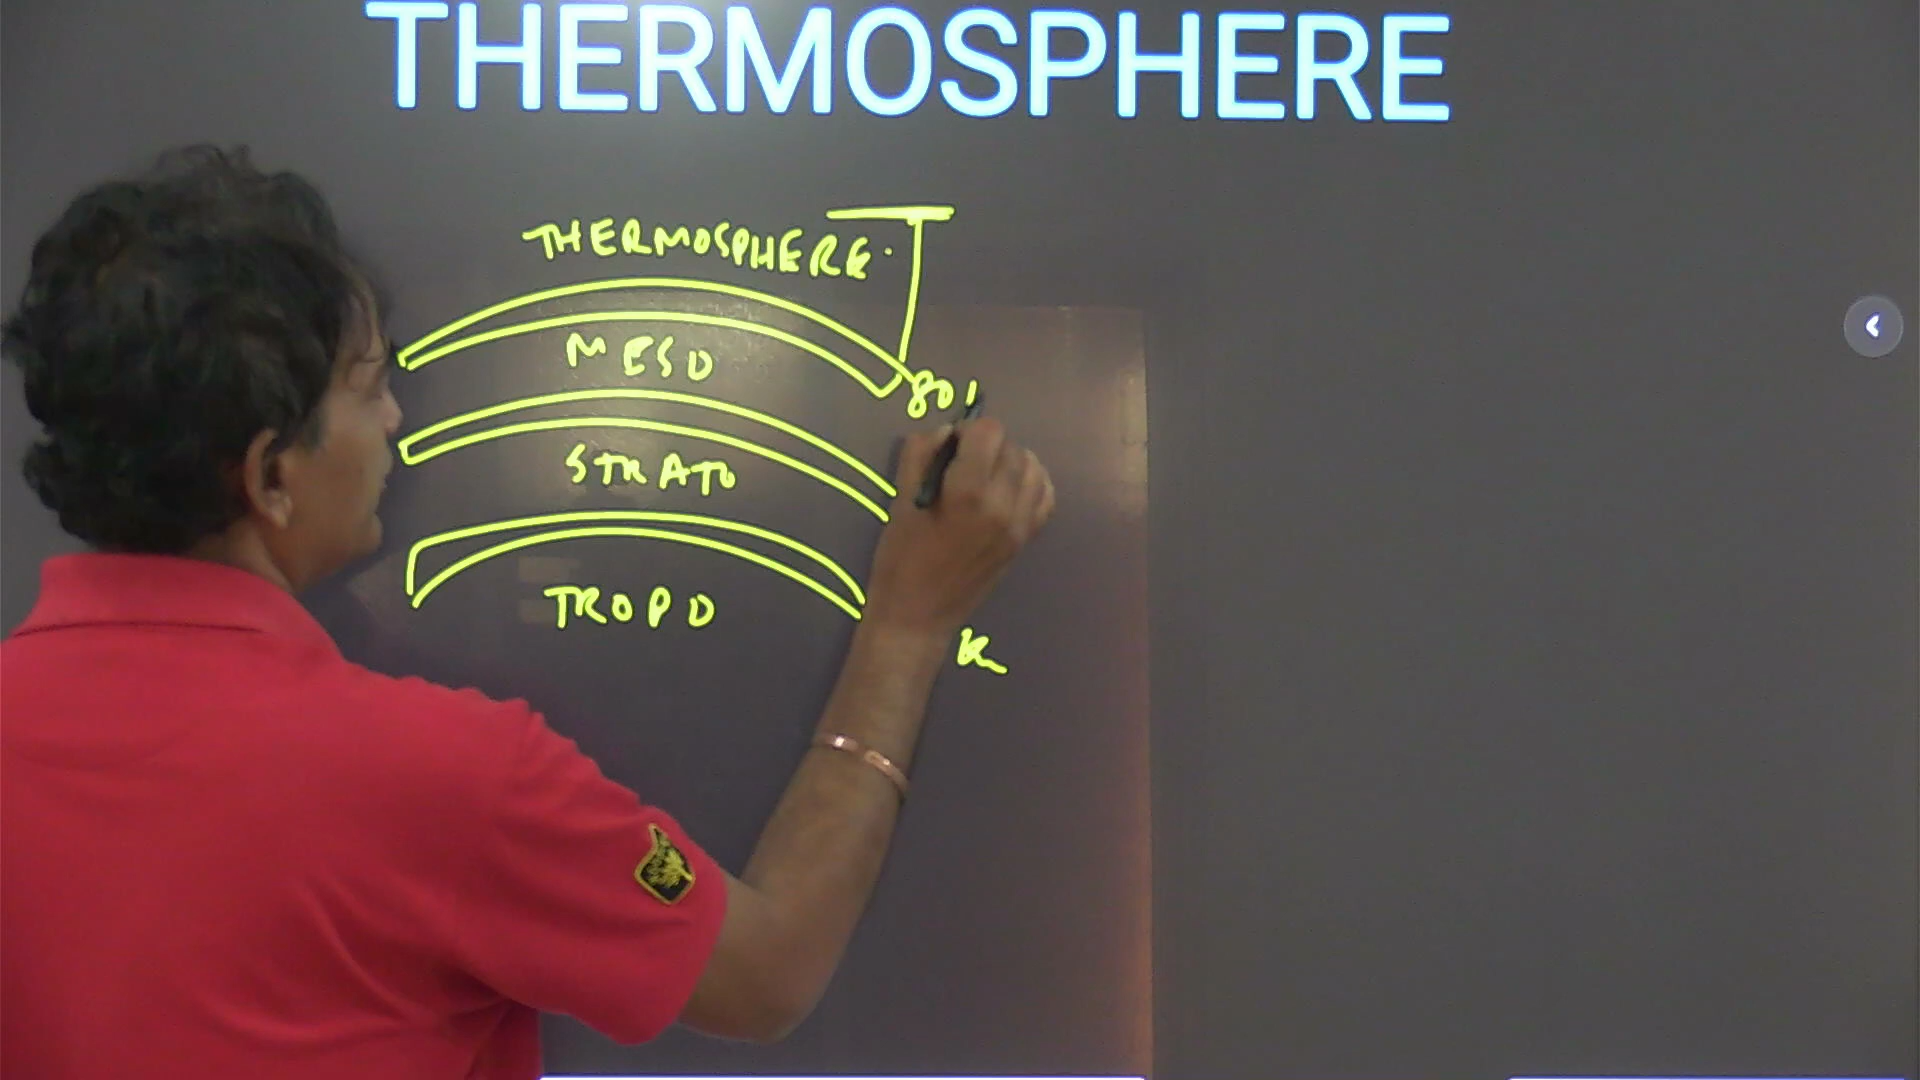 THERMOSPHERE
THERMOSPHERE.
MESO
80
STRATO
TROPO